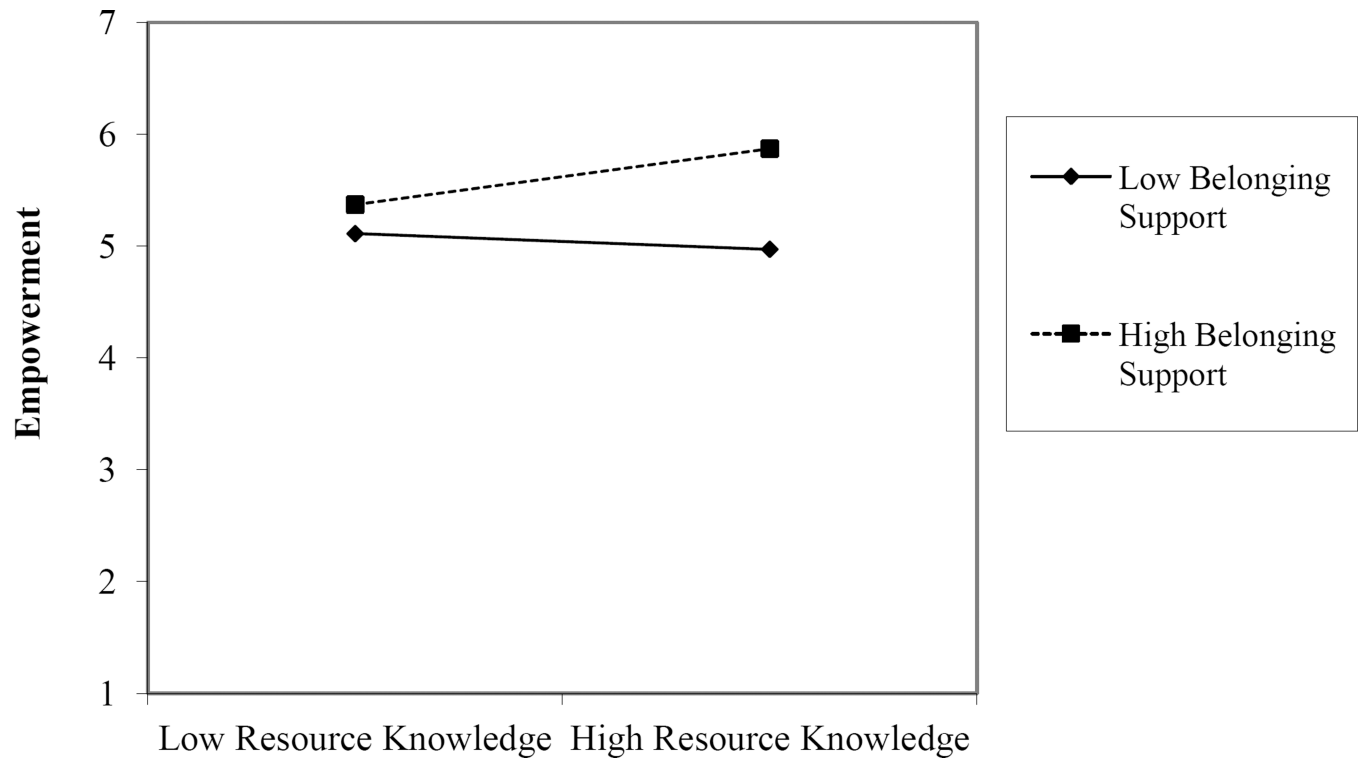 7
6
5
4
3
2
1
Empowerment
Low Resource Knowledge
High Resource Knowledge
Low Belonging
Support
High Belonging
Support